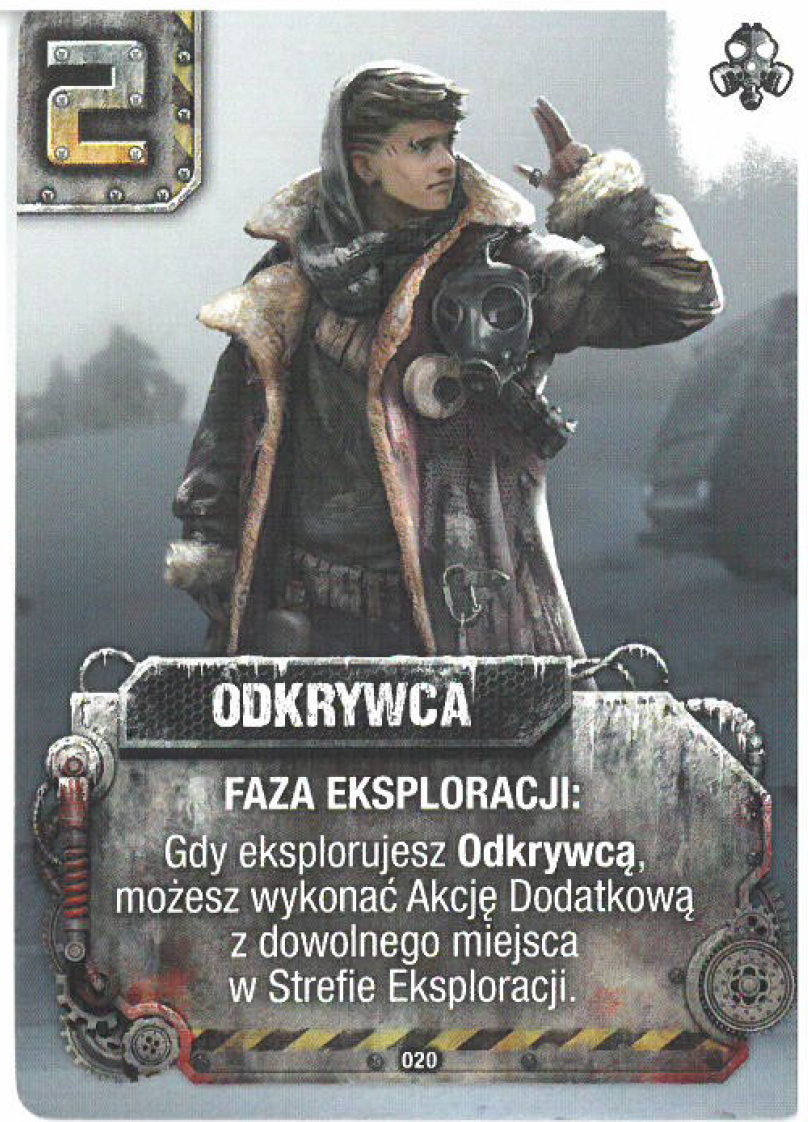 2
ODKRYWCA
FAZA EKSPLORACJI:
Gdy eksplorujesz Odkrywcą,
możesz wykonać Akcję Dodatkową
z dowolnego miejsca
w Strefie Eksploracji.
020